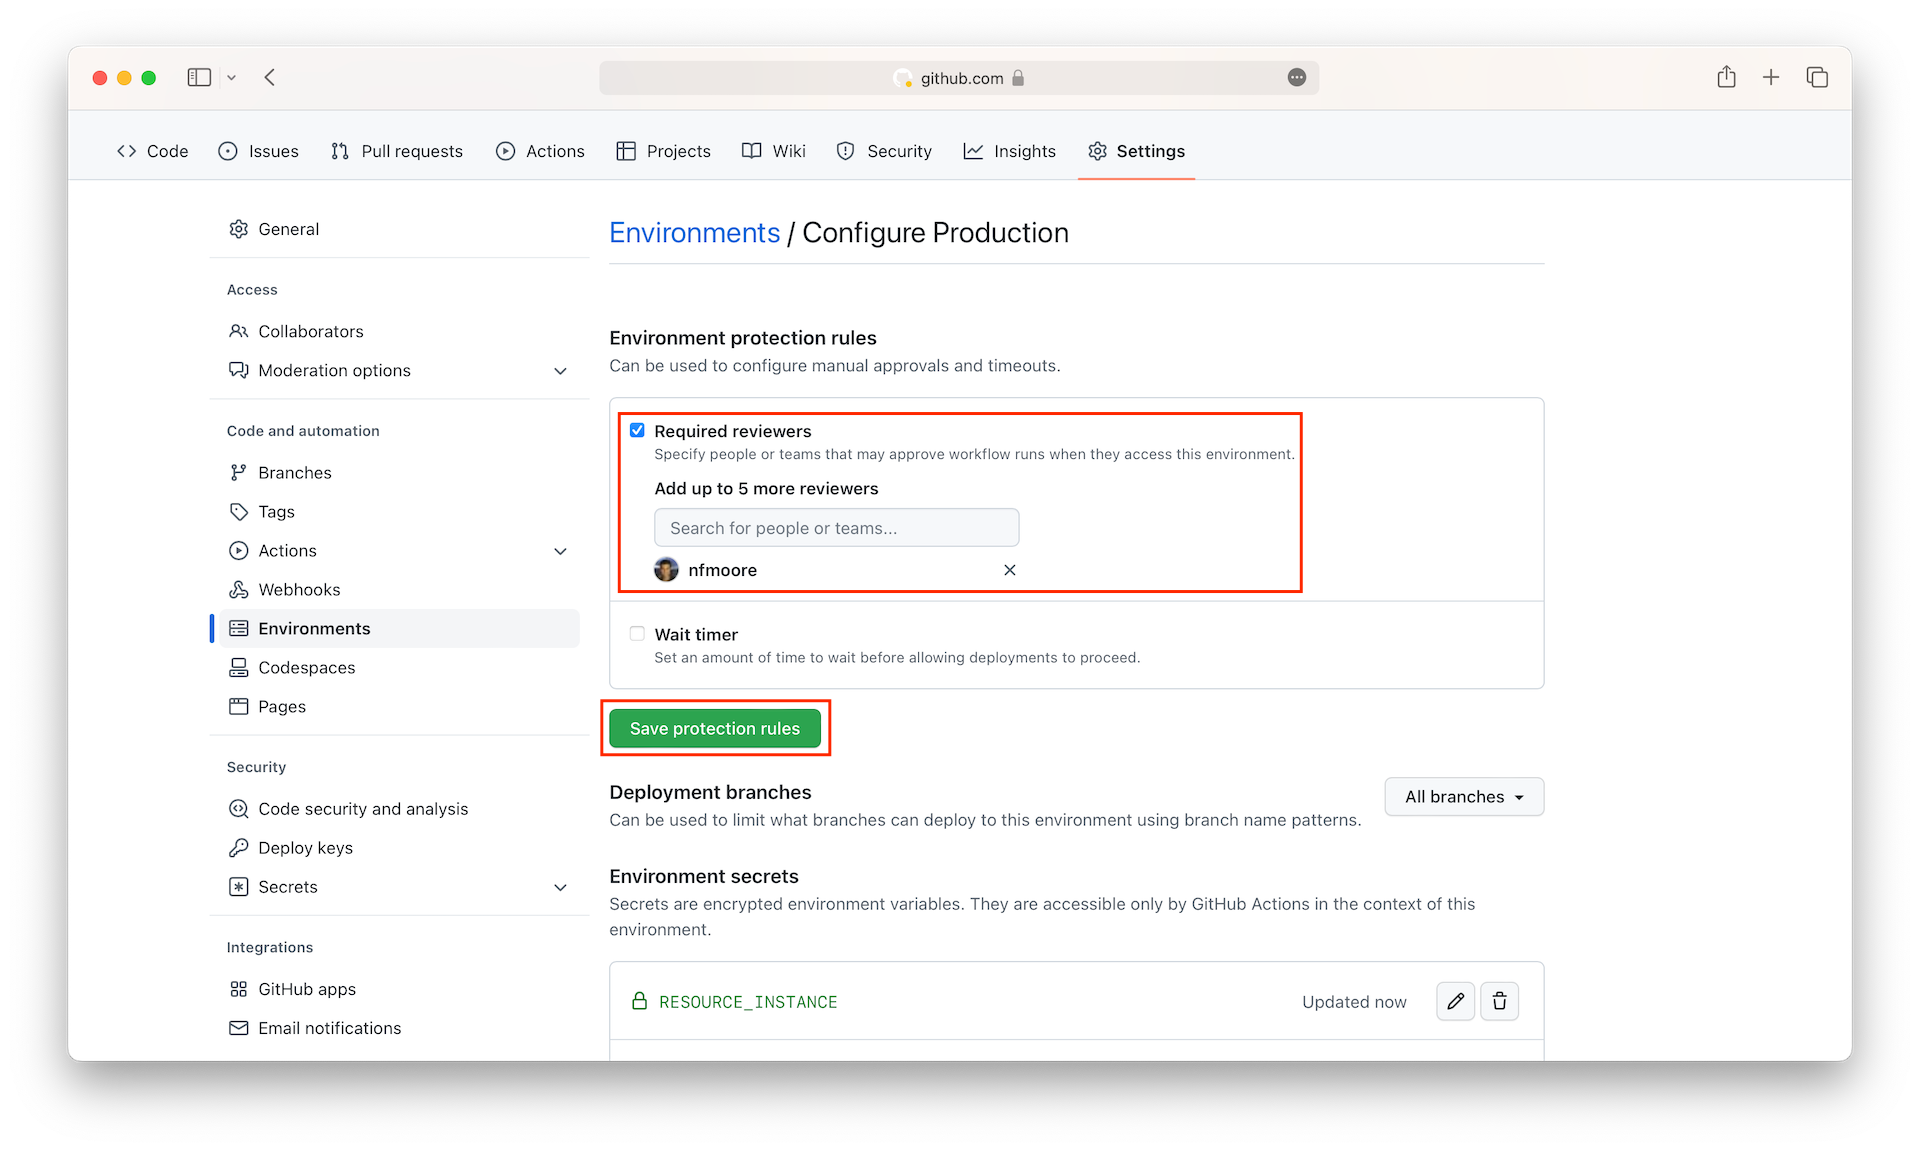 github.com
Code
Issues
Pull requests
Actions
Projects
Wiki
Security
Insights
Settings
General
Access
Collaborators
Moderation options
Code and automation
Branches
Tags
Actions
Webhooks
Environments
Codespaces
Pages
Security
Code security and analysis
Deploy keys
Secrets
Integrations
GitHub apps
Email notifications
Environments / Configure Production
Environment protection rules
Can be used to configure manual approvals and timeouts.
Required reviewers
Specify people or teams that may approve workflow runs when they access this environment.
Add up to 5 more reviewers
Search for people or teams...
nfmoore
Wait timer
Set an amount of time to wait before allowing deployments to proceed.
Save protection rules
Deployment branches
Can be used to limit what branches can deploy to this environment using branch name patterns.
All branches
Environment secrets
Secrets are encrypted environment variables. They are accessible only by GitHub Actions in the context of this
environment.
RESOURCE_INSTANCE
Updated now